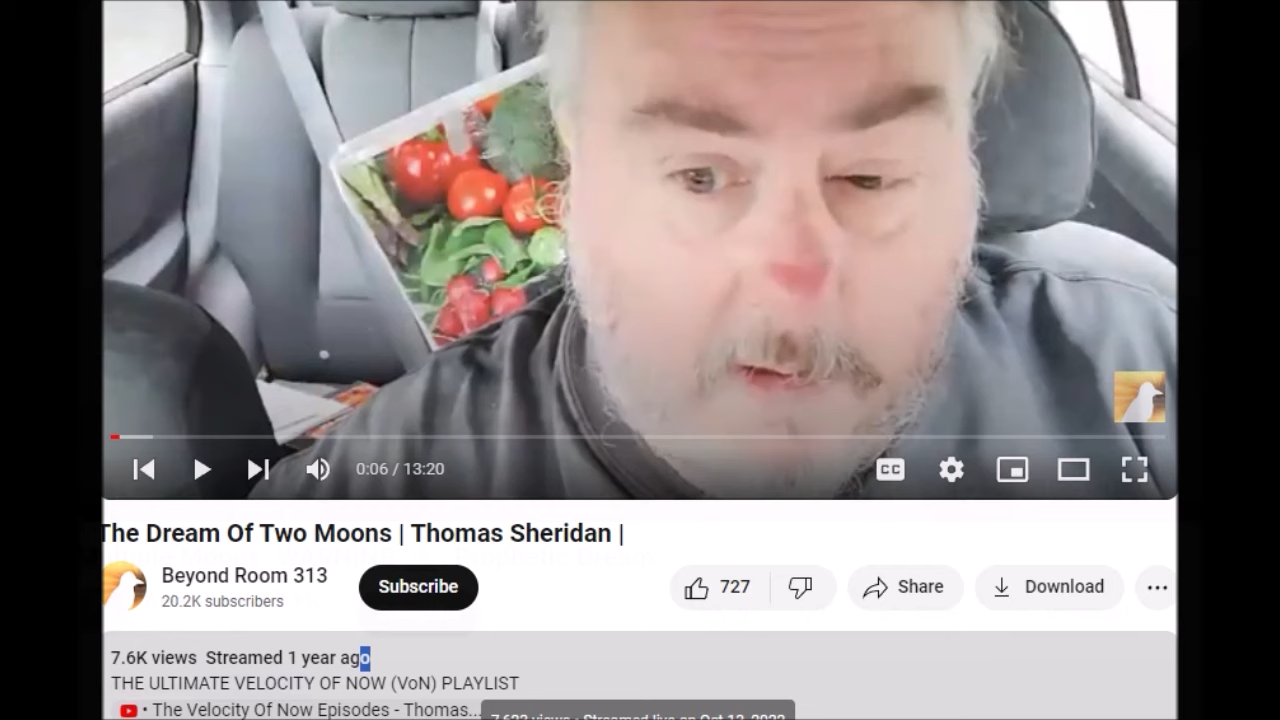 CC
0:06 / 13:20
The Dream Of Two Moons | Thomas Sheridan |
Beyond Room 313
20.2K subscribers
Subscribe
727
Share
Download
7.6K views Streamed 1 year ago
THE ULTIMATE VELOCITY OF NOW (VoN) PLAYLIST
• The Velocity Of Now Episodes - Thomas...